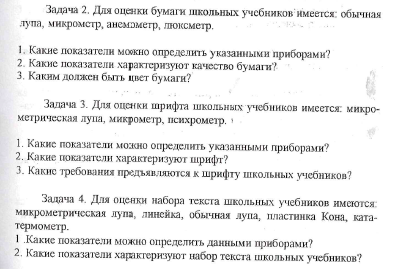 Задача 2. Для оценки бумаги школьных учебников имеется: обычная
лупа, микрометр, анемометр, люксметр.
1. Какие показатели можно определить указанными приборами?
2. Какие показатели характеризуют качество бумаги?
3. Каким должен быть цвет бумаги?
Задача 3. Для оценки шрифта школьных учебников имеется: микро-
метрическая лупа, микрометр, психрометр.
1. Какие показатели можно определить указанными приборами?
2. Какие показатели характеризуют шрифт?
3. Какие требования предъявляются к шрифту школьных учебников?
Задача 4. Для оценки набора текста школьных учебников имеются:
микрометрическая лупа, линейка, обычная лупа, пластинка Кона, ката-
термометр.
1 .Какие показатели можно определить данными приборами?
2. Какие показатели характеризуют набор текста школьных учебников?